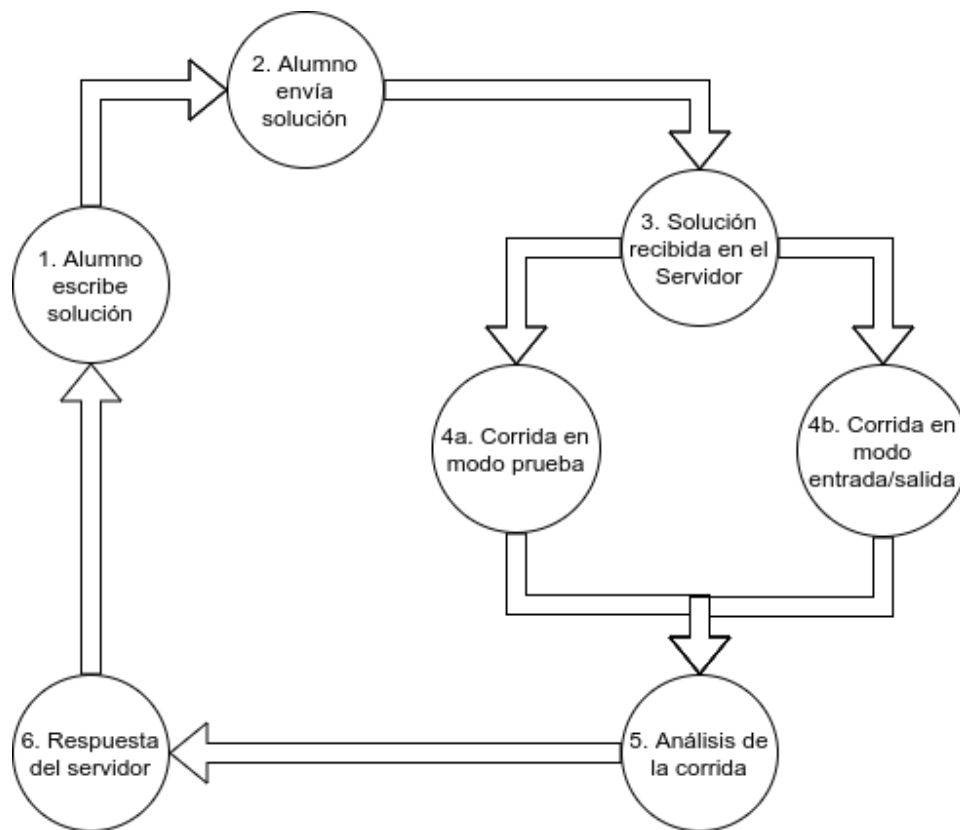 2. Alumno
envía
solución
3. Solución
recibida en el
Servidor
1. Alumno
escribe
solución
4a. Corrida en
modo prueba
4b. Corrida en
modo
entrada/salida
6. Respuesta
del servidor
5. Análisis de
la corrida